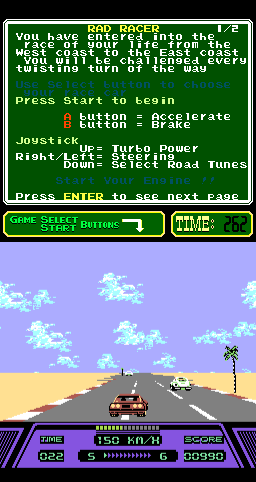 RAD RACER 1/2
You have entered into the
race of your life from the
West coast to the East coast
You will be challenged every
twisting turn of the way
Use Select button to choose
your race car
Press Start to begin
A button = Accelerate
B button = Brake
Joystick
Up= Turbo Power
Right/Left= Steering
Down= Select Road Tunes
Start Your Engine !!
Press ENTER to see next page
GAME SELECT
START BUTTONS
TIME: 262
TIME 150 KM/H SCORE
022 S 6 00990